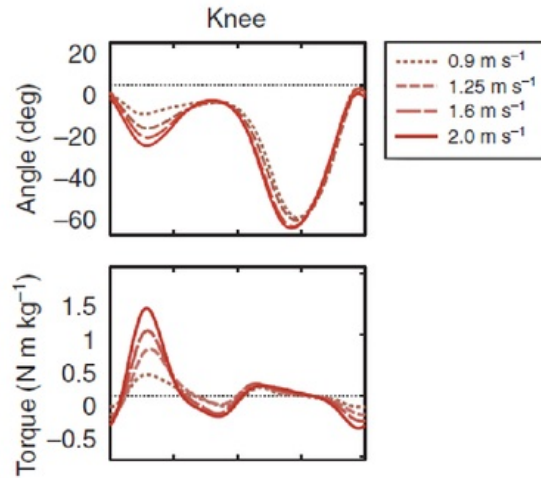 Knee
20
0
−20
−40
−60
Angle (deg)
0.9 m s⁻¹
1.25 m s⁻¹
1.6 m s⁻¹
2.0 m s⁻¹
1.5
1
0.5
0
−0.5
Torque (N m kg⁻¹)